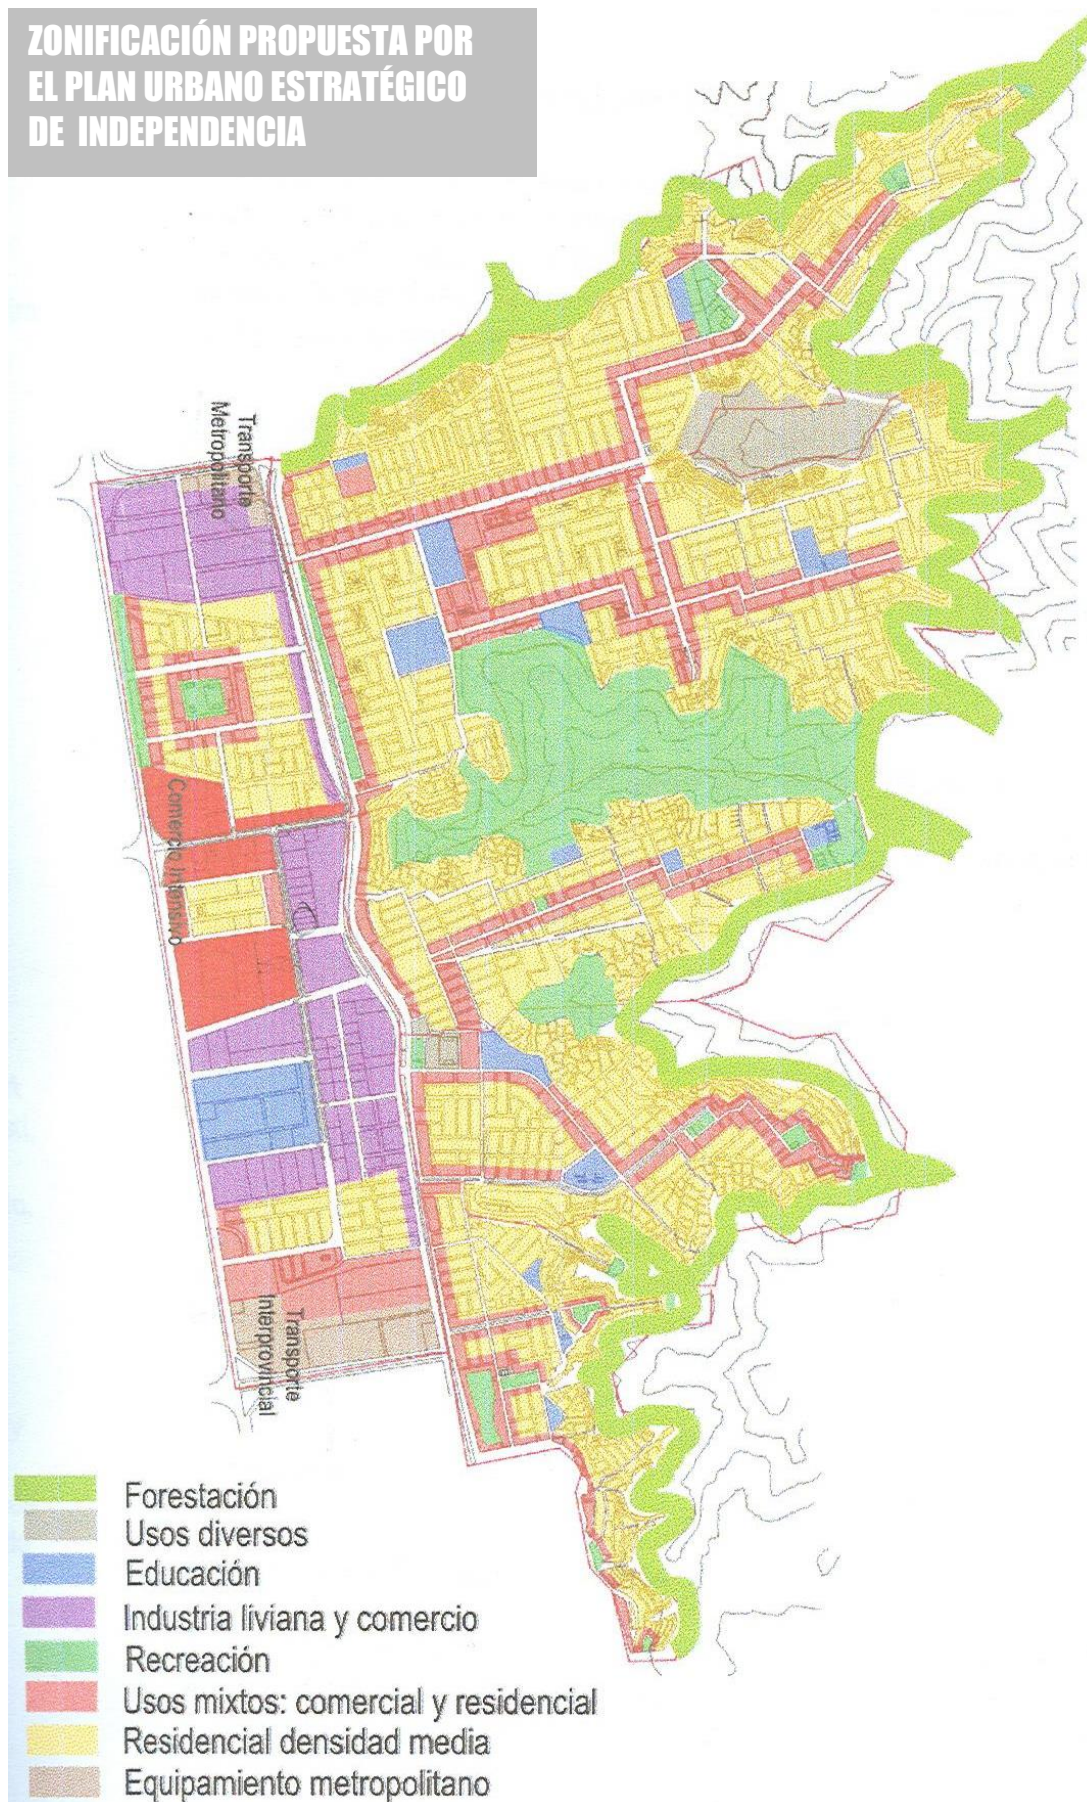 ZONIFICACIÓN PROPUESTA POR
EL PLAN URBANO ESTRATÉGICO
DE INDEPENDENCIA
Transporte
Metropolitano
Comercio Intensivo
Transporte
Interprovincial
Forestación
Usos diversos
Educación
Industria liviana y comercio
Recreación
Usos mixtos: comercial y residencial
Residencial densidad media
Equipamiento metropolitano